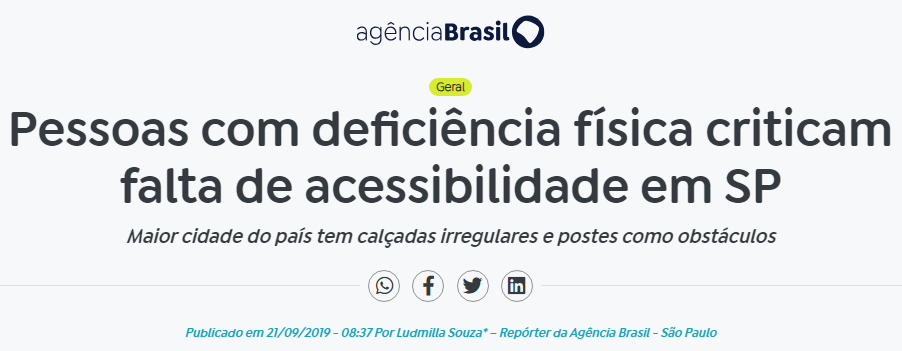 agênciaBrasil
Geral
Pessoas com deficiência física criticam
falta de acessibilidade em SP
Maior cidade do país tem calçadas irregulares e postes como obstáculos
Publicado em 21/09/2019 - 08:37 Por Ludmilla Souza* – Repórter da Agência Brasil - São Paulo